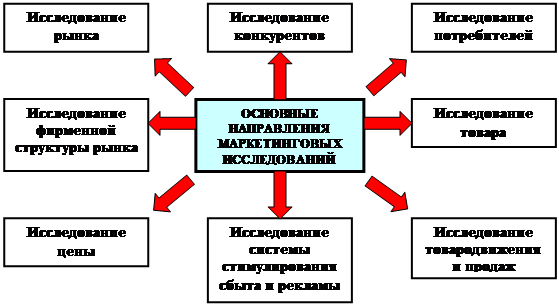 Исследование
рынка
Исследование
конкурентов
Исследование
потребителей
Исследование
фирменной
структуры рынка
ОСНОВНЫЕ
НАПРАВЛЕНИЯ
МАРКЕТИНГОВЫХ
ИССЛЕДОВАНИЙ
Исследование
товара
Исследование
цены
Исследование
системы
стимулирования
сбыта и рекламы
Исследование
товародвижения
и продаж